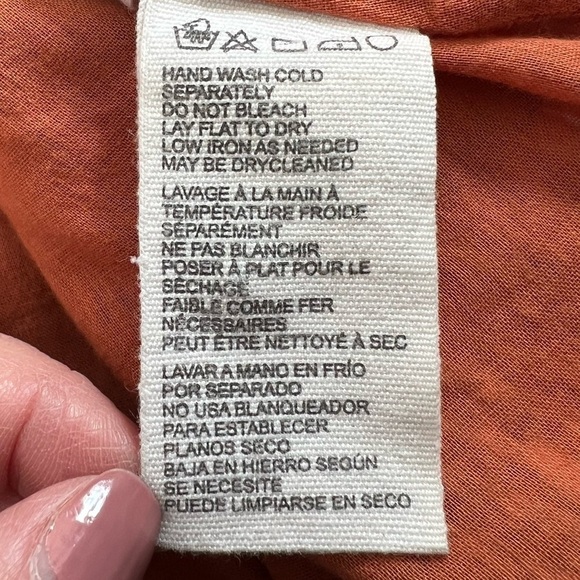 HAND WASH COLD
SEPARATELY
DO NOT BLEACH
LAY FLAT TO DRY
LOW IRON AS NEEDED
MAY BE DRYCLEANED
LAVAGE À LA MAIN À
TEMPÉRATURE FROIDE
SÉPARÉMENT
NE PAS BLANCHIR
POSER À PLAT POUR LE
SÉCHAGE
FAIBLE COMME FER
NÉCESSAIRES
PEUT ÊTRE NETTOYÉ À SEC
LAVAR A MANO EN FRÍO
POR SEPARADO
NO USA BLANQUEADOR
PARA ESTABLECER
PLANOS SECO
BAJA EN HIERRO SEGÚN
SE NECESITE
PUEDE LIMPIARSE EN SECO